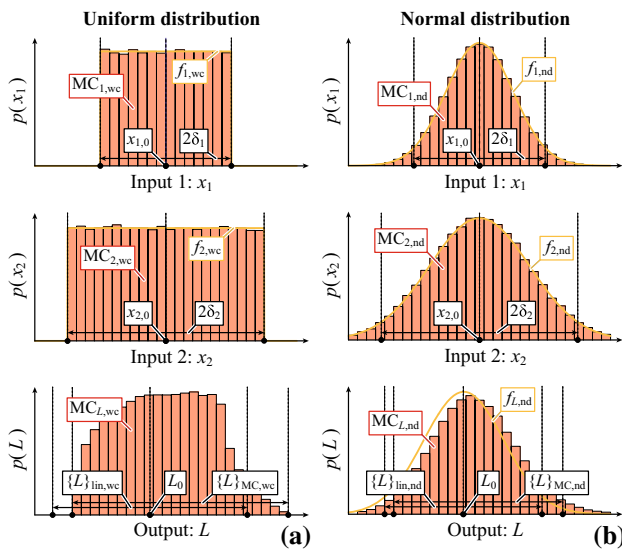 Uniform distribution
Normal distribution
p(x₁)
MC₁,wc
f₁,wc
x₁,₀
2δ₁
Input 1: x₁
p(x₁)
MC₁,nd
f₁,nd
x₁,₀
2δ₁
Input 1: x₁
p(x₂)
MC₂,wc
f₂,wc
x₂,₀
2δ₂
Input 2: x₂
p(x₂)
MC₂,nd
f₂,nd
x₂,₀
2δ₂
Input 2: x₂
p(L)
MC_L,wc
{L}lin,wc
L₀
{L}MC,wc
Output: L
(a)
p(L)
MC_L,nd
f_L,nd
{L}lin,nd
L₀
{L}MC,nd
Output: L
(b)